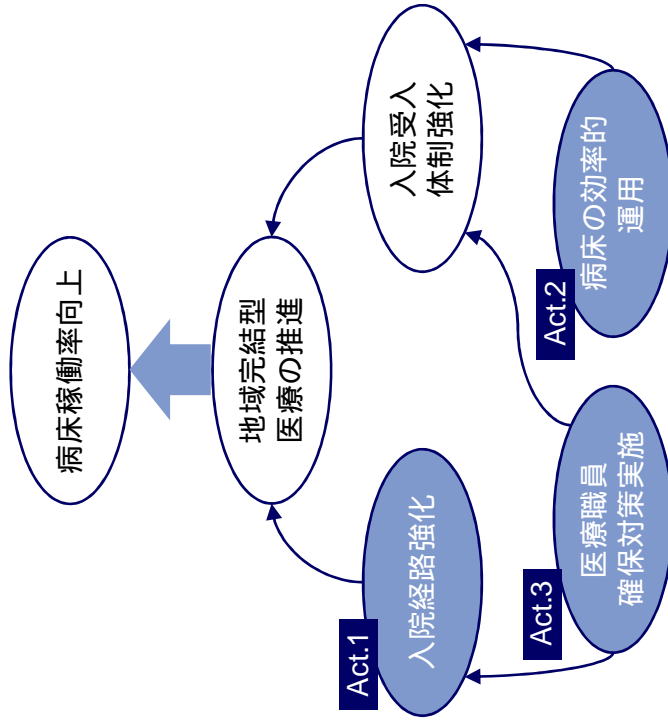 病床稼働率向上
地域完結型
医療の推進
Act.1
入院経路強化
入院受入
体制強化
Act.3
医療職員
確保対策実施
Act.2
病床の効率的
運用